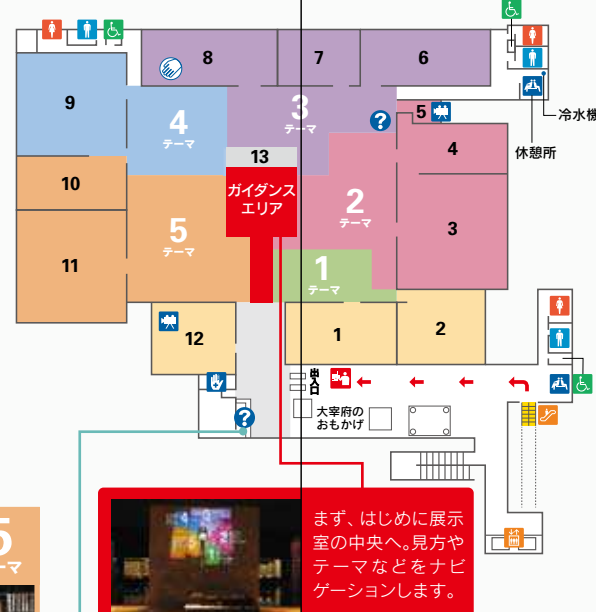 8
7
6
9
4
テーマ
3
テーマ
?
5
冷水機
4
休憩所
13
10
ガイダンス
エリア
2
テーマ
3
5
テーマ
11
1
テーマ
12
1
2
出入口
大宰府の
おもかげ
?
まず、はじめに展示
室の中央へ。見方や
テーマなどをナビ
ゲーションします。
5
ーマ